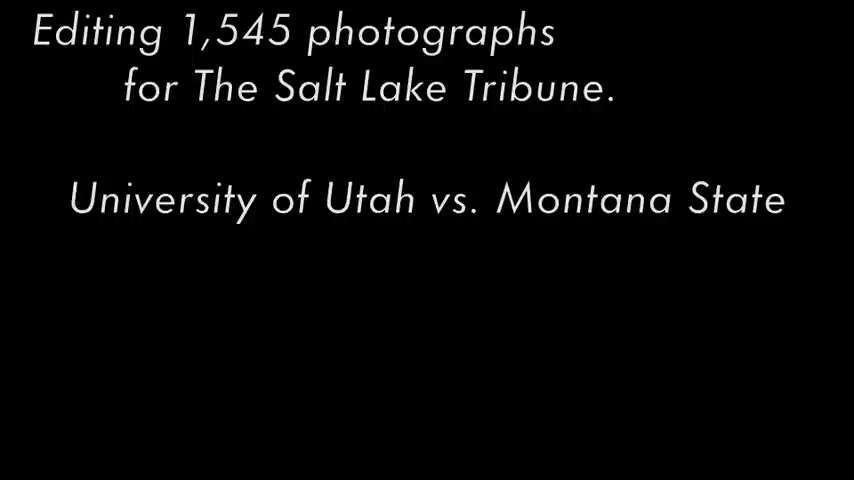 Editing 1,545 photographs
for The Salt Lake Tribune.
University of Utah vs. Montana State